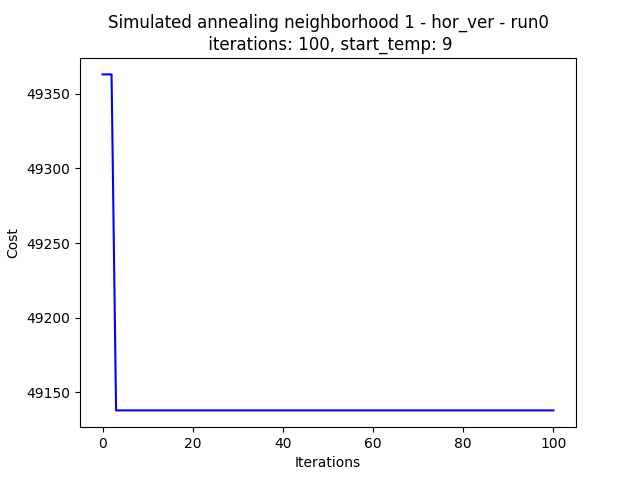 Simulated annealing neighborhood 1 - hor_ver - run0
iterations: 100, start_temp: 9
49350
49300
49250
49200
49150
Cost
0 20 40 60 80 100
Iterations